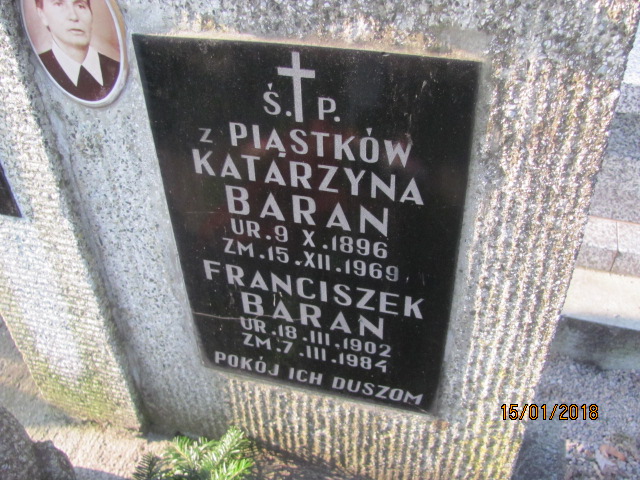 Ś. P.
Z PIĄSTKÓW
KATARZYNA
BARAN
UR. 9 X. 1896
ZM. 15. XII. 1969
FRANCISZEK
BARAN
UR. 18. III, 1902
ZM. 7. III. 1984
POKÓJ ICH DUSZOM
15/01/2018